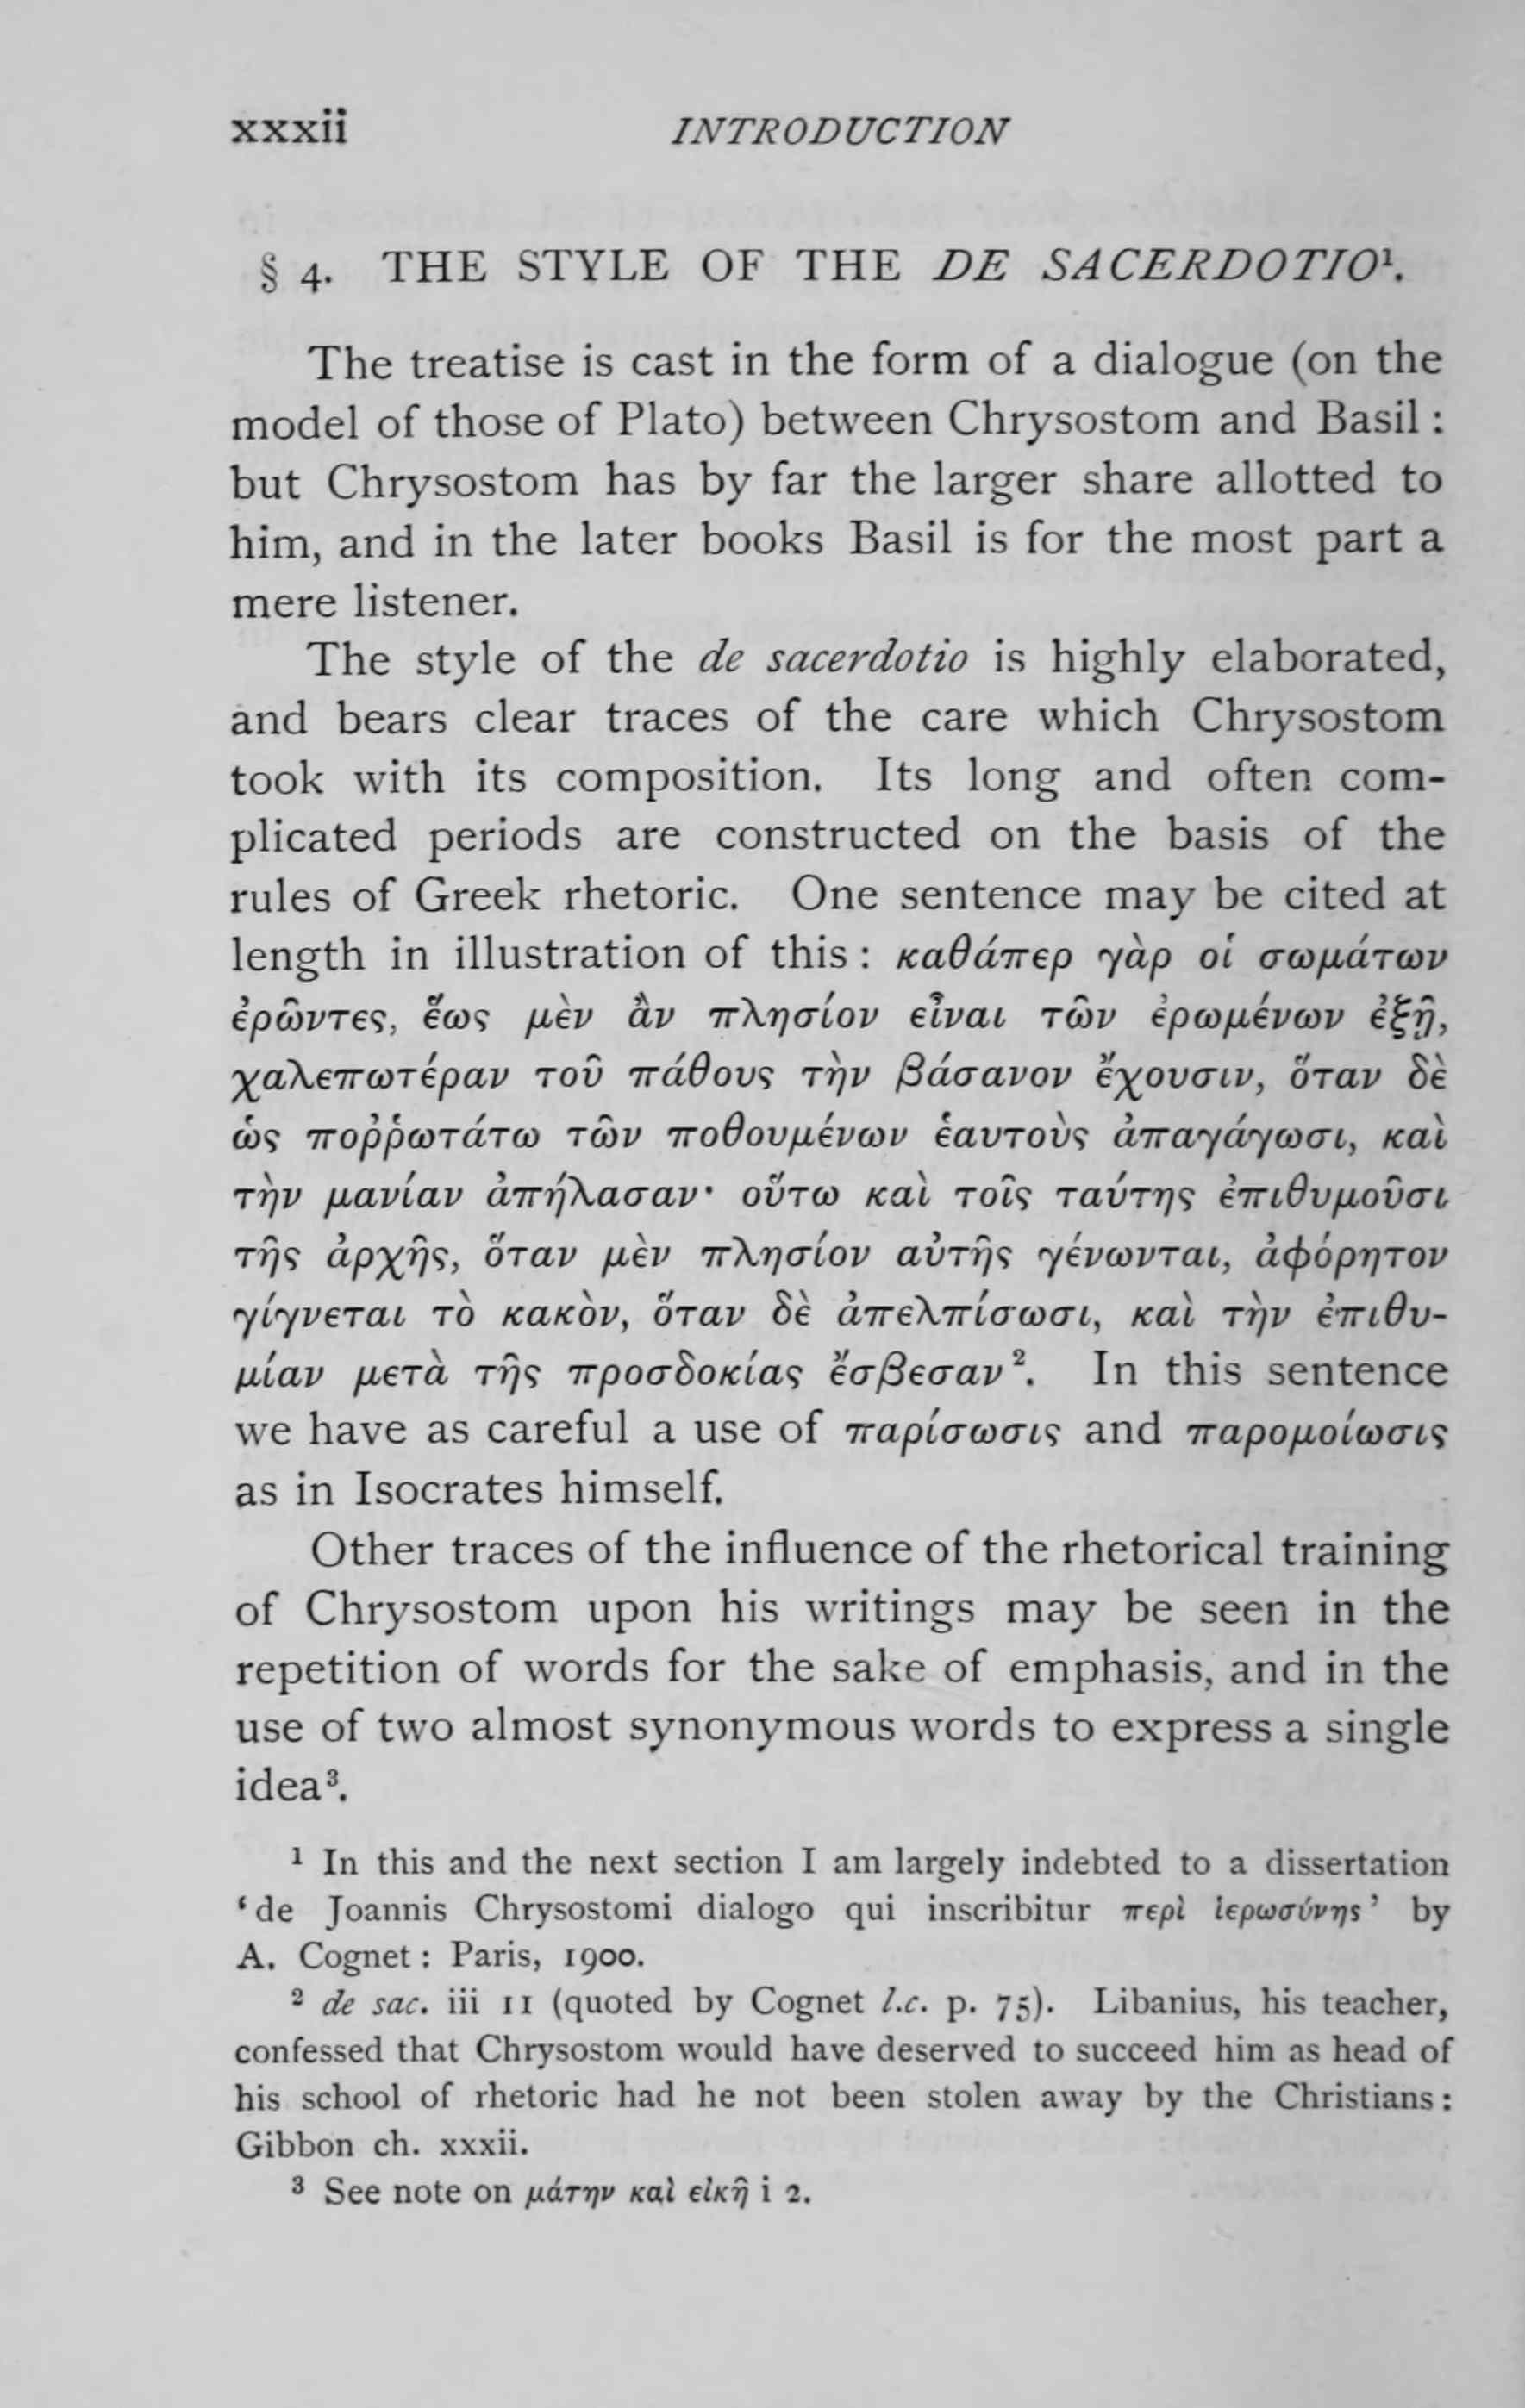 xxxii INTRODUCTION
§ 4. THE STYLE OF THE DE SACERDOTIO¹.
The treatise is cast in the form of a dialogue (on the
model of those of Plato) between Chrysostom and Basil :
but Chrysostom has by far the larger share allotted to
him, and in the later books Basil is for the most part a
mere listener.
The style of the de sacerdotio is highly elaborated,
and bears clear traces of the care which Chrysostom
took with its composition. Its long and often com-
plicated periods are constructed on the basis of the
rules of Greek rhetoric. One sentence may be cited at
length in illustration of this : καθάπερ γὰρ οἱ σωμάτων
ἐρῶντες, ἕως μὲν ἂν πλησίον εἶναι τῶν ἐρωμένων ἐξῇ,
χαλεπωτέραν τοῦ πάθους τὴν βάσανον ἔχουσιν, ὅταν δὲ
ὡς ποῤῥωτάτω τῶν ποθουμένων ἑαυτοὺς ἀπαγάγωσι, καὶ
τὴν μανίαν ἀπήλασαν· οὕτω καὶ τοῖς ταύτης ἐπιθυμοῦσι
τῆς ἀρχῆς, ὅταν μὲν πλησίον αὐτῆς γένωνται, ἀφόρητον
γίγνεται τὸ κακὸν, ὅταν δὲ ἀπελπίσωσι, καὶ τὴν ἐπιθυ-
μίαν μετὰ τῆς προσδοκίας ἔσβεσαν². In this sentence
we have as careful a use of παρίσωσις and παρομοίωσις
as in Isocrates himself.
Other traces of the influence of the rhetorical training
of Chrysostom upon his writings may be seen in the
repetition of words for the sake of emphasis, and in the
use of two almost synonymous words to express a single
idea³.
¹ In this and the next section I am largely indebted to a dissertation
‘de Joannis Chrysostomi dialogo qui inscribitur περὶ ἱερωσύνης’ by
A. Cognet : Paris, 1900.
² de sac. iii 11 (quoted by Cognet l.c. p. 75). Libanius, his teacher,
confessed that Chrysostom would have deserved to succeed him as head of
his school of rhetoric had he not been stolen away by the Christians :
Gibbon ch. xxxii.
³ See note on μάτην καὶ εἰκῆ i 2.